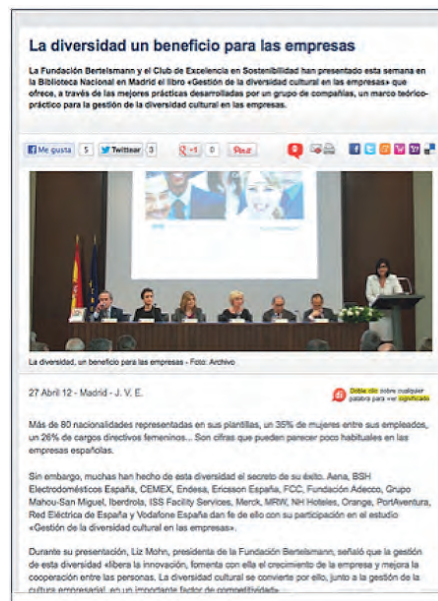 La diversidad un beneficio para las empresas
La Fundación Bertelsmann y el Club de Excelencia en Sostenibilidad han presentado esta semana en
la Biblioteca Nacional en Madrid el libro «Gestión de la diversidad cultural en las empresas» que
ofrece, a través de las mejores prácticas desarrolladas por un grupo de compañías, un marco teórico-
práctico para la gestión de la diversidad cultural en las empresas.
Me gusta 5 Twittear 3 +1 0 Pin it
La diversidad, un beneficio para las empresas - Foto: Archivo
27 Abril 12 - Madrid - J. V. E.
Doble clic sobre cualquier
palabra para ver significado
Más de 80 nacionalidades representadas en sus plantillas, un 35% de mujeres entre sus empleados,
un 26% de cargos directivos femeninos... Son cifras que pueden parecer poco habituales en las
empresas españolas.
Sin embargo, muchas han hecho de esta diversidad el secreto de su éxito. Aena, BSH
Electrodomésticos España, CEMEX, Endesa, Ericsson España, FCC, Fundación Adecco, Grupo
Mahou-San Miguel, Iberdrola, ISS Facility Services, Merck, MRW, NH Hoteles, Orange, PortAventura,
Red Eléctrica de España y Vodafone España dan fe de ello con su participación en el estudio
«Gestión de la diversidad cultural en las empresas».
Durante su presentación, Liz Mohn, presidenta de la Fundación Bertelsmann, señaló que la gestión
de esta diversidad «libera la innovación, fomenta con ella el crecimiento de la empresa y mejora la
cooperación entre las personas. La diversidad cultural se convierte por ello, junto a la gestión de la
cultura empresarial, en un importante factor de competitividad».